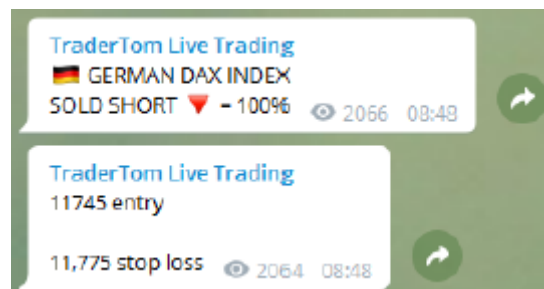 TraderTom Live Trading
🇩🇪 GERMAN DAX INDEX
SOLD SHORT 🔻 – 100% 2066 08:48
TraderTom Live Trading
11745 entry
11,775 stop loss 2064 08:48